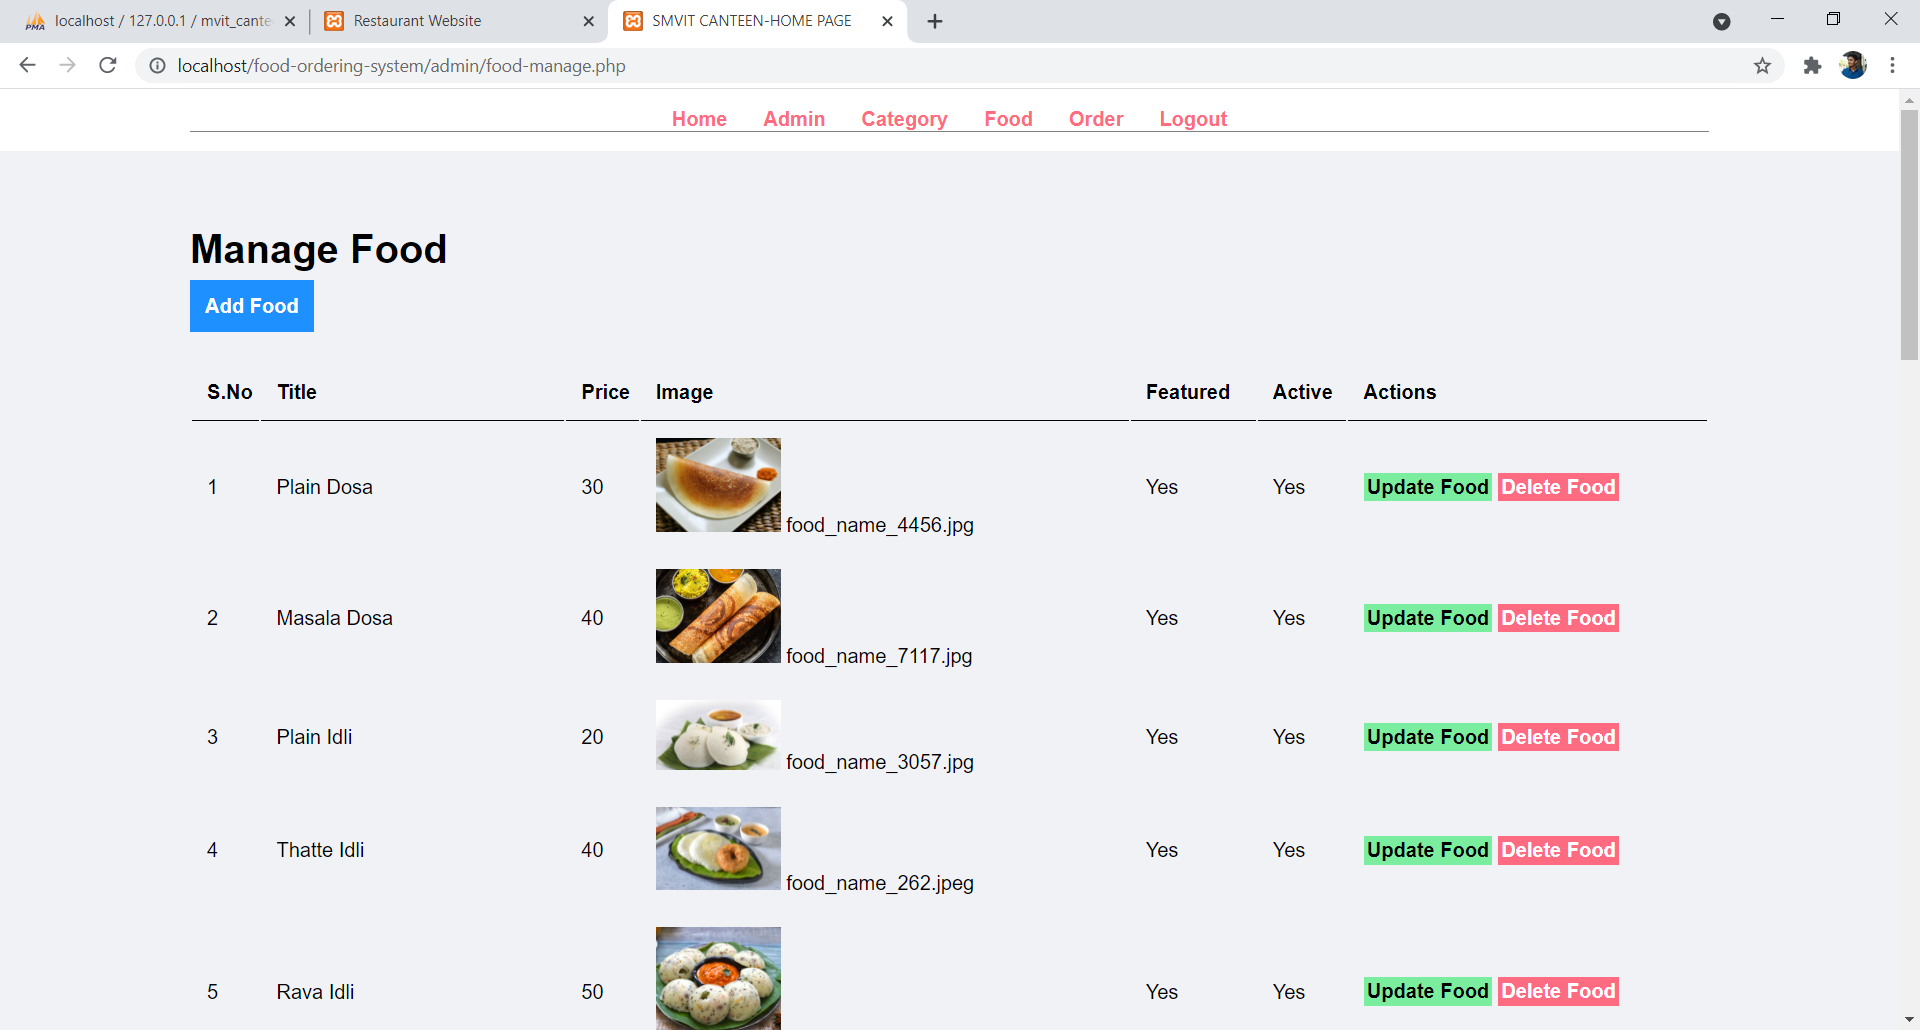 PMA localhost / 127.0.0.1 / mvit_cante
Restaurant Website
SMVIT CANTEEN-HOME PAGE
localhost/food-ordering-system/admin/food-manage.php
Home Admin Category Food Order Logout
Manage Food
Add Food
S.No Title Price Image Featured Active Actions
1 Plain Dosa 30 food_name_4456.jpg Yes Yes Update Food Delete Food
2 Masala Dosa 40 food_name_7117.jpg Yes Yes Update Food Delete Food
3 Plain Idli 20 food_name_3057.jpg Yes Yes Update Food Delete Food
4 Thatte Idli 40 food_name_262.jpeg Yes Yes Update Food Delete Food
5 Rava Idli 50 Yes Yes Update Food Delete Food